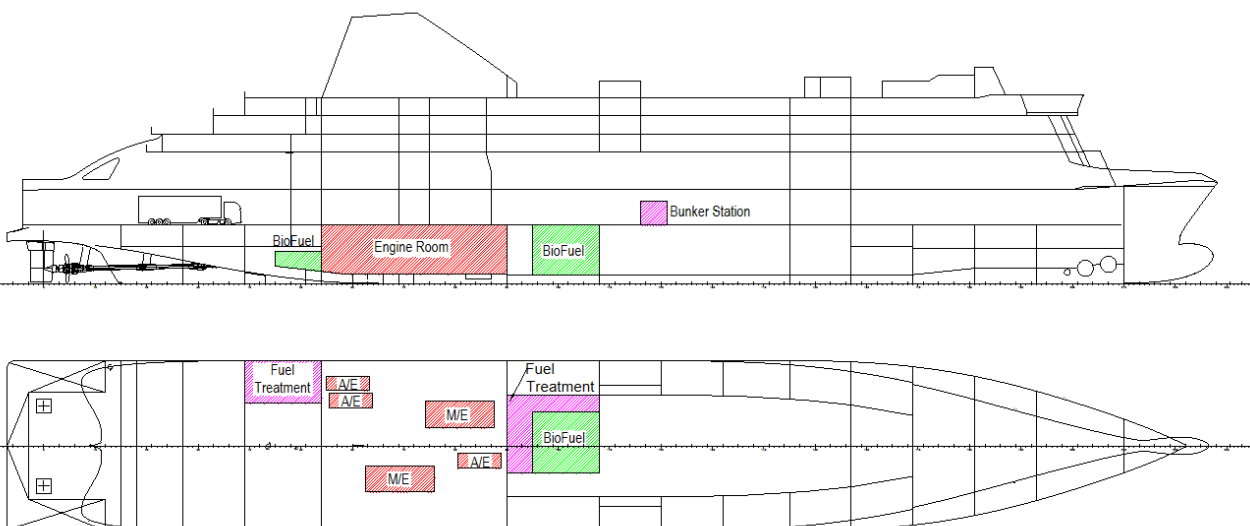 Bunker Station
BioFuel
Engine Room
BioFuel
Fuel
Treatment
Fuel
Treatment
A/E
A/E
M/E
BioFuel
A/E
M/E